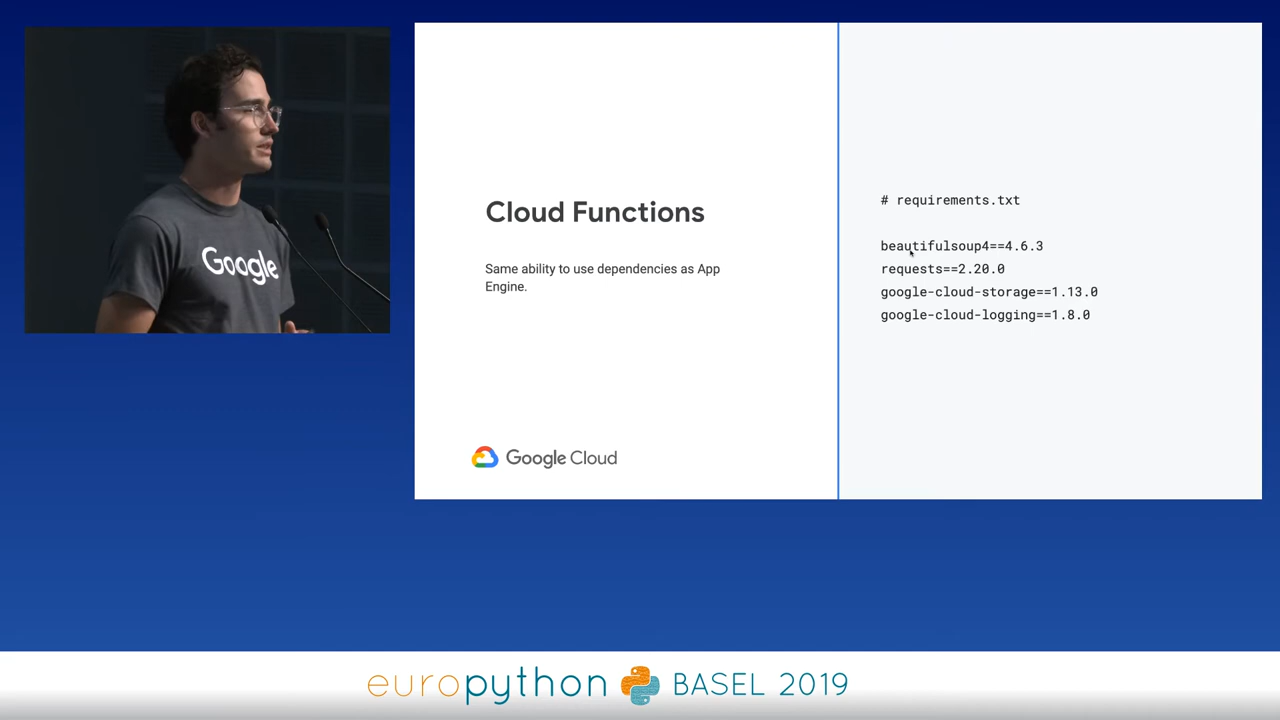 Google
Cloud Functions
Same ability to use dependencies as App
Engine.
Google Cloud
# requirements.txt
beautifulsoup4==4.6.3
requests==2.20.0
google-cloud-storage==1.13.0
google-cloud-logging==1.8.0
europython BASEL 2019